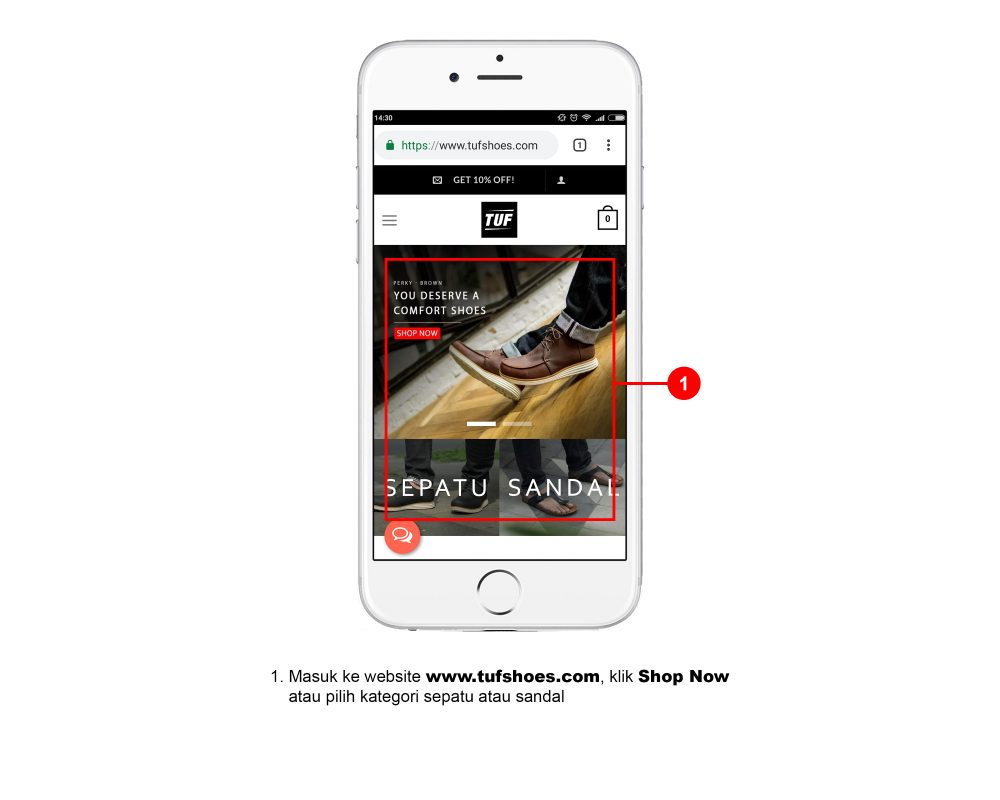 14:30
https://www.tufshoes.com
1
GET 10% OFF!
TUF
0
PERKY - BROWN
YOU DESERVE A
COMFORT SHOES
SHOP NOW
1
SEPATU SANDAL
1. Masuk ke website www.tufshoes.com, klik Shop Now
atau pilih kategori sepatu atau sandal